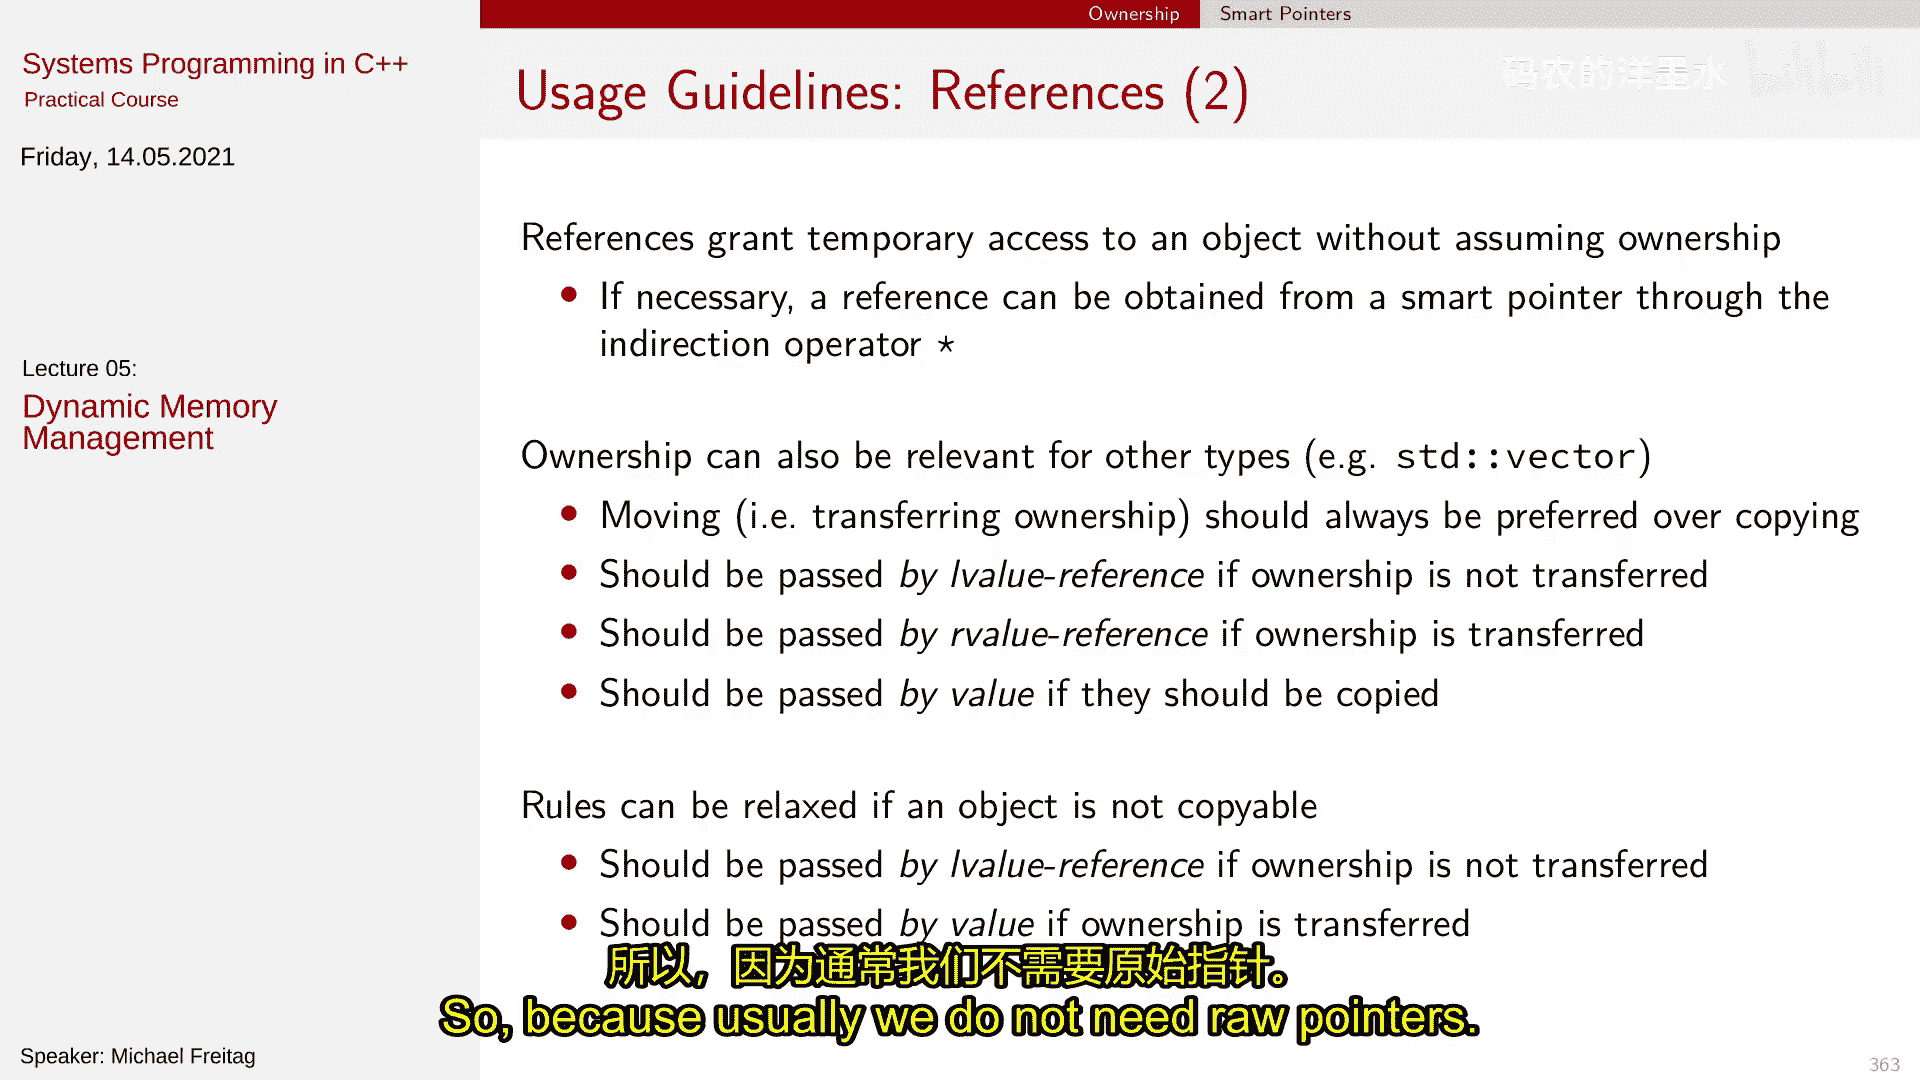 Ownership Smart Pointers
Systems Programming in C++
Practical Course
Friday, 14.05.2021
Lecture 05:
Dynamic Memory
Management
Speaker: Michael Freitag
Usage Guidelines: References (2)
码农的洋墨水
References grant temporary access to an object without assuming ownership
• If necessary, a reference can be obtained from a smart pointer through the
indirection operator *
Ownership can also be relevant for other types (e.g. std::vector)
• Moving (i.e. transferring ownership) should always be preferred over copying
• Should be passed by lvalue-reference if ownership is not transferred
• Should be passed by rvalue-reference if ownership is transferred
• Should be passed by value if they should be copied
Rules can be relaxed if an object is not copyable
• Should be passed by lvalue-reference if ownership is not transferred
• Should be passed by value if ownership is transferred
所以，因为通常我们不需要原始指针。
So, because usually we do not need raw pointers.
363